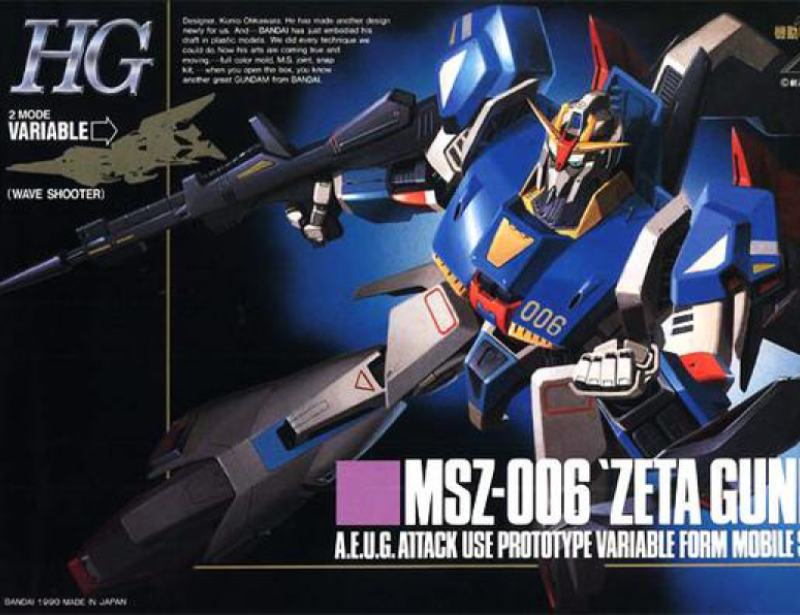 HG
Designer, Kunio Ohkawara. He has made another design
newly for us. And—BANDAI has just embodied his
draft in plastic models. We did every technique we
could do. Now his arts are coming true and
moving.—full color mold, M.S. joint, snap
kit, — when you open the box, you know
another great GUNDAM from BANDAI.
2 MODE
VARIABLE
(WAVE SHOOTER)
機動
006
MSZ-006 'ZETA GUN
A.E.U.G. ATTACK USE PROTOTYPE VARIABLE FORM MOBILE S
BANDAI 1990 MADE IN JAPAN